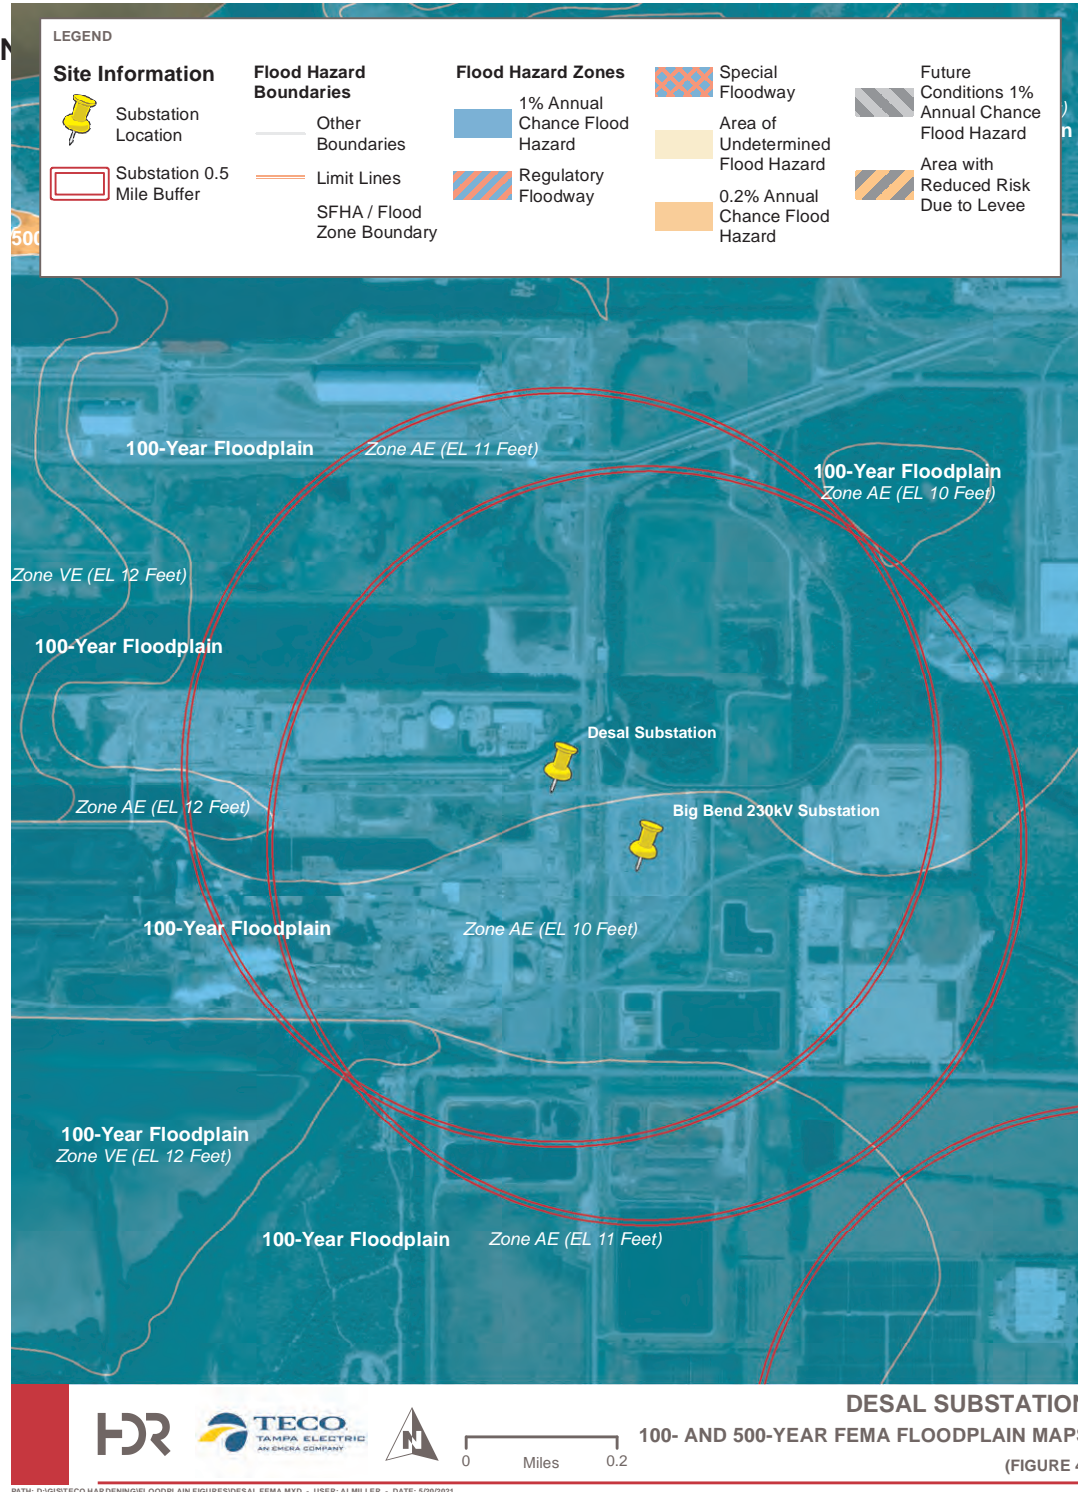 LEGEND
Site Information
Substation
Location
Substation 0.5
Mile Buffer
Flood Hazard
Boundaries
Other
Boundaries
Limit Lines
SFHA / Flood
Zone Boundary
Flood Hazard Zones
1% Annual
Chance Flood
Hazard
Regulatory
Floodway
Special
Floodway
Area of
Undetermined
Flood Hazard
0.2% Annual
Chance Flood
Hazard
Future
Conditions 1%
Annual Chance
Flood Hazard
Area with
Reduced Risk
Due to Levee
500
100-Year Floodplain
Zone AE (EL 11 Feet)
100-Year Floodplain
Zone AE (EL 10 Feet)
Zone VE (EL 12 Feet)
100-Year Floodplain
Desal Substation
Zone AE (EL 12 Feet)
Big Bend 230kV Substation
100-Year Floodplain
Zone AE (EL 10 Feet)
100-Year Floodplain
Zone VE (EL 12 Feet)
100-Year Floodplain
Zone AE (EL 11 Feet)
HDR
TECO
TAMPA ELECTRIC
AN EMERA COMPANY
N
0 Miles 0.2
DESAL SUBSTATION
100- AND 500-YEAR FEMA FLOODPLAIN MAPS
(FIGURE 4